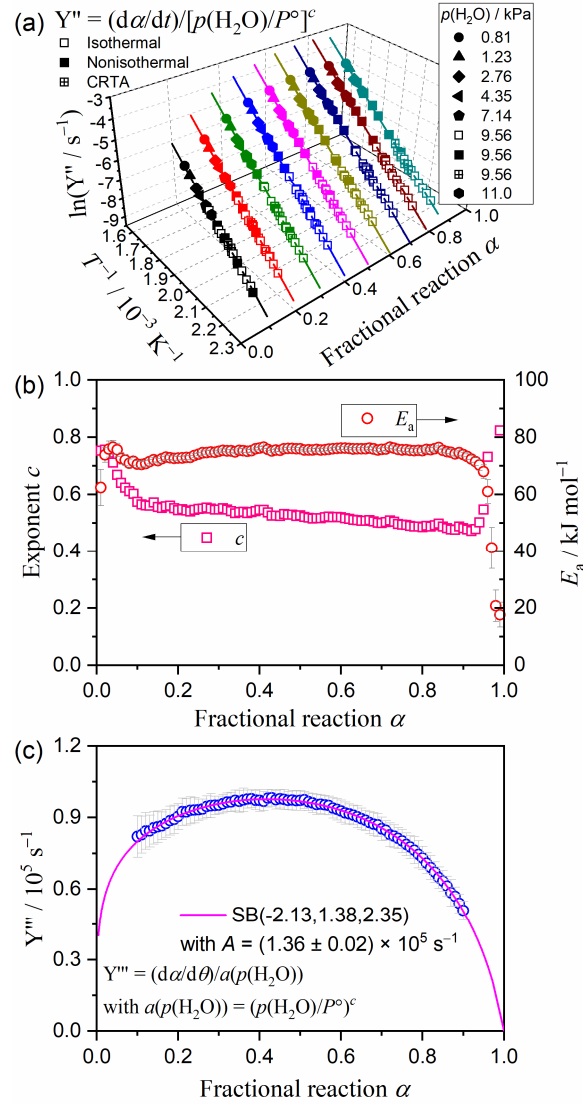 (a) Y″ = (dα/dt)/[p(H₂O)/P°]ᶜ
Isothermal
Nonisothermal
CRTA
p(H₂O) / kPa
0.81
1.23
2.76
4.35
7.14
9.56
9.56
9.56
11.0
ln(Y″ / s⁻¹)
-3
-4
-5
-6
-7
-8
-9
T⁻¹ / 10⁻³ K⁻¹
1.6
1.7
1.8
1.9
2.0
2.1
2.2
2.3
Fractional reaction α
0.0
0.2
0.4
0.6
0.8
1.0
(b)
Exponent c
1.0
0.8
0.6
0.4
0.2
0.0
Eₐ
c
100
80
60
40
20
0
Eₐ / kJ mol⁻¹
0.0 0.2 0.4 0.6 0.8 1.0
Fractional reaction α
(c)
Y‴ / 10⁵ s⁻¹
1.2
0.9
0.6
0.3
0.0
SB(-2.13,1.38,2.35)
with A = (1.36 ± 0.02) × 10⁵ s⁻¹
Y‴ = (dα/dθ)/a(p(H₂O))
with a(p(H₂O)) = (p(H₂O)/P°)ᶜ
0.0 0.2 0.4 0.6 0.8 1.0
Fractional reaction α